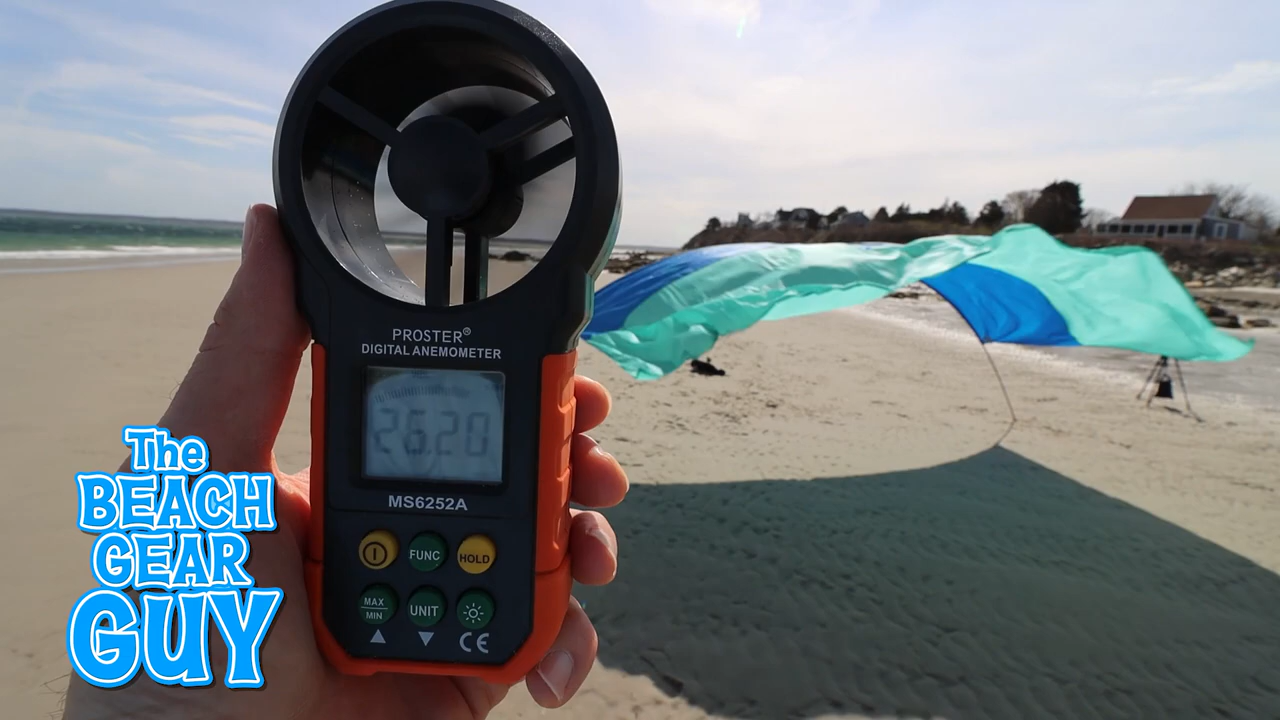 PROSTER®
DIGITAL ANEMOMETER
26.20
MS6252A
FUNC
HOLD
MAX
MIN
UNIT
CE
The
BEACH
GEAR
GUY